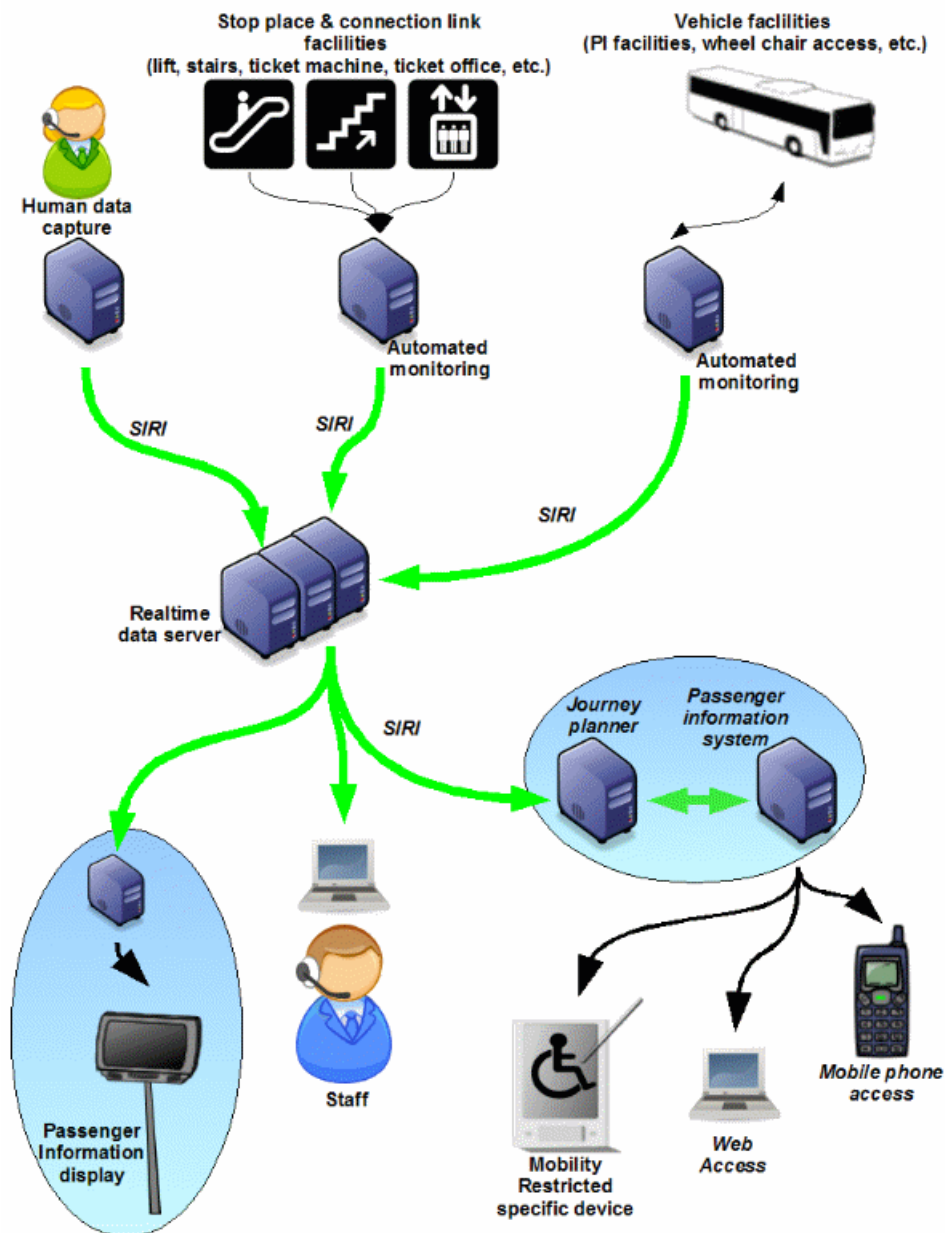 Stop place & connection link
faclilities
(lift, stairs, ticket machine, ticket office, etc.)
Vehicle faclilities
(PI facilities, wheel chair access, etc.)
Human data
capture
Automated
monitoring
Automated
monitoring
SIRI
SIRI
SIRI
Realtime
data server
SIRI
Journey
planner
Passenger
information
system
Passenger
Information
display
Staff
Mobility
Restricted
specific device
Web
Access
Mobile phone
access